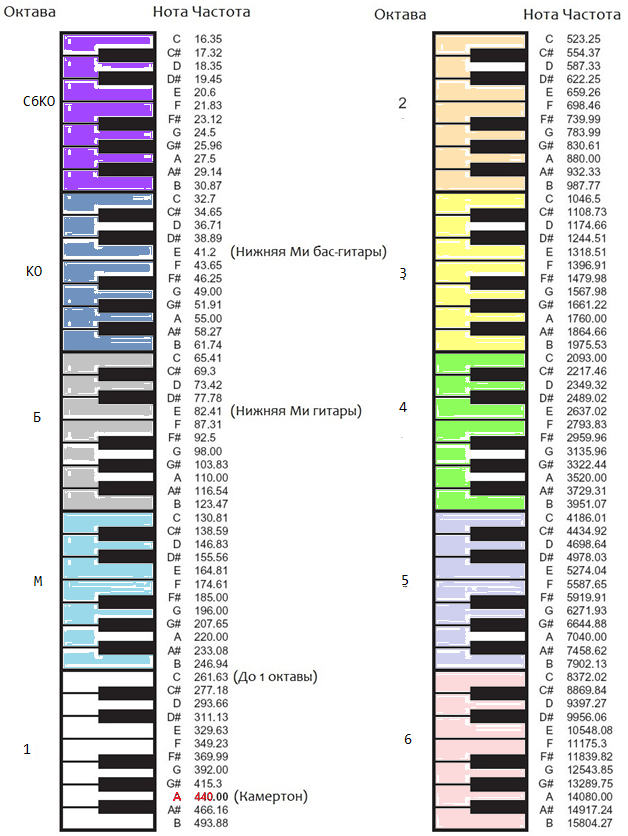 Октава Нота Частота
C 16.35
C# 17.32
D 18.35
D# 19.45
E 20.6
С6КО
F 21.83
F# 23.12
G 24.5
G# 25.96
A 27.5
A# 29.14
B 30.87
C 32.7
C# 34.65
D 36.71
D# 38.89
E 41.2 (Нижняя Ми бас-гитары)
КО
F 43.65
F# 46.25
G 49.00
G# 51.91
A 55.00
A# 58.27
B 61.74
C 65.41
C# 69.3
D 73.42
D# 77.78
E 82.41 (Нижняя Ми гитары)
Б
F 87.31
F# 92.5
G 98.00
G# 103.83
A 110.00
A# 116.54
B 123.47
C 130.81
C# 138.59
D 146.83
D# 155.56
E 164.81
М
F 174.61
F# 185.00
G 196.00
G# 207.65
A 220.00
A# 233.08
B 246.94
C 261.63 (До 1 октавы)
C# 277.18
D 293.66
D# 311.13
E 329.63
1
F 349.23
F# 369.99
G 392.00
G# 415.3
A 440.00 (Камертон)
A# 466.16
B 493.88
Октава Нота Частота
C 523.25
C# 554.37
D 587.33
D# 622.25
E 659.26
2
F 698.46
F# 739.99
G 783.99
G# 830.61
A 880.00
A# 932.33
B 987.77
C 1046.5
C# 1108.73
D 1174.66
D# 1244.51
E 1318.51
3
F 1396.91
F# 1479.98
G 1567.98
G# 1661.22
A 1760.00
A# 1864.66
B 1975.53
C 2093.00
C# 2217.46
D 2349.32
D# 2489.02
E 2637.02
4
F 2793.83
F# 2959.96
G 3135.96
G# 3322.44
A 3520.00
A# 3729.31
B 3951.07
C 4186.01
C# 4434.92
D 4698.64
D# 4978.03
E 5274.04
5
F 5587.65
F# 5919.91
G 6271.93
G# 6644.88
A 7040.00
A# 7458.62
B 7902.13
C 8372.02
C# 8869.84
D 9397.27
D# 9956.06
E 10548.08
6
F 11175.3
F# 11839.82
G 12543.85
G# 13289.75
A 14080.00
A# 14917.24
B 15804.27